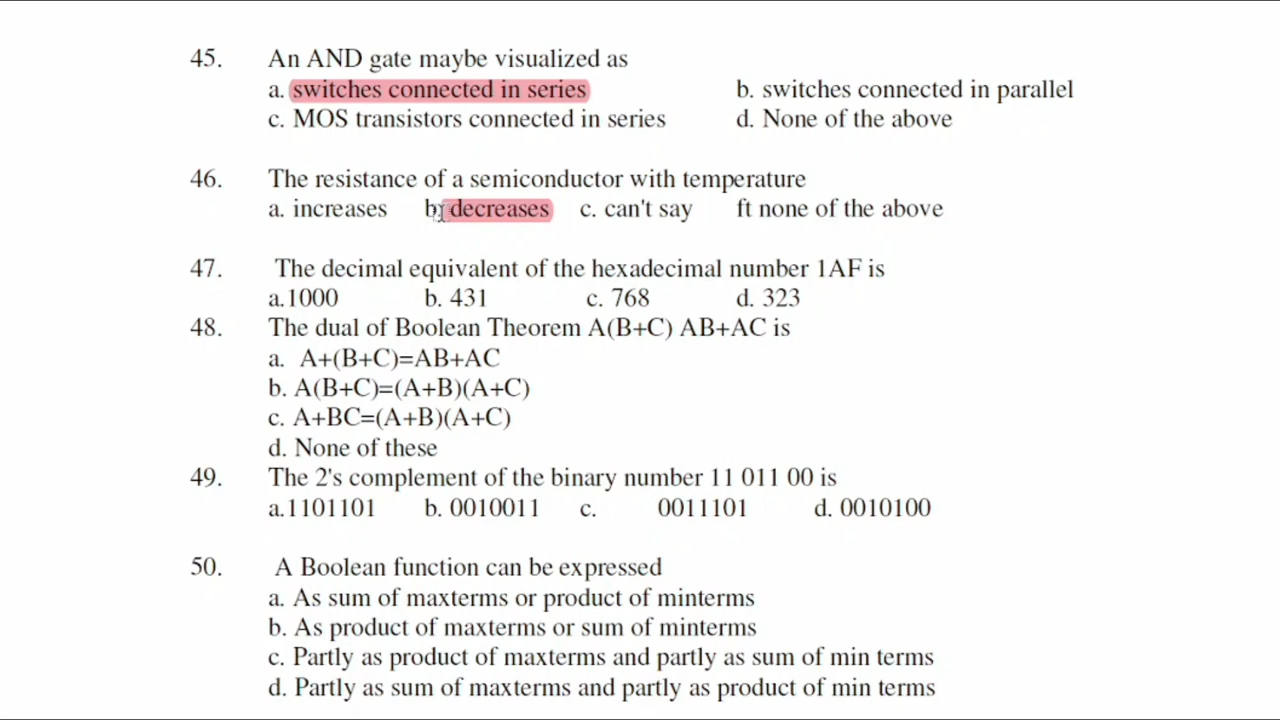 45. An AND gate maybe visualized as
a. switches connected in series b. switches connected in parallel
c. MOS transistors connected in series d. None of the above
46. The resistance of a semiconductor with temperature
a. increases b. decreases c. can't say ft none of the above
47. The decimal equivalent of the hexadecimal number 1AF is
a.1000 b. 431 c. 768 d. 323
48. The dual of Boolean Theorem A(B+C) AB+AC is
a. A+(B+C)=AB+AC
b. A(B+C)=(A+B)(A+C)
c. A+BC=(A+B)(A+C)
d. None of these
49. The 2's complement of the binary number 11 011 00 is
a.1101101 b. 0010011 c. 0011101 d. 0010100
50. A Boolean function can be expressed
a. As sum of maxterms or product of minterms
b. As product of maxterms or sum of minterms
c. Partly as product of maxterms and partly as sum of min terms
d. Partly as sum of maxterms and partly as product of min terms